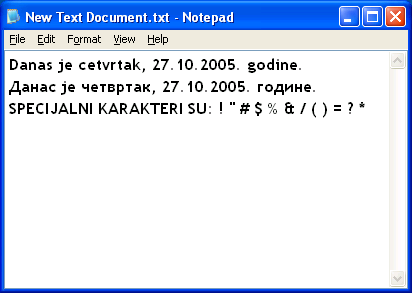 New Text Document.txt - Notepad
File Edit Format View Help
Danas je cetvrtak, 27.10.2005. godine.
Данас је четвртак, 27.10.2005. године.
SPECIJALNI KARAKTERI SU: ! " # $ % & / ( ) = ? *